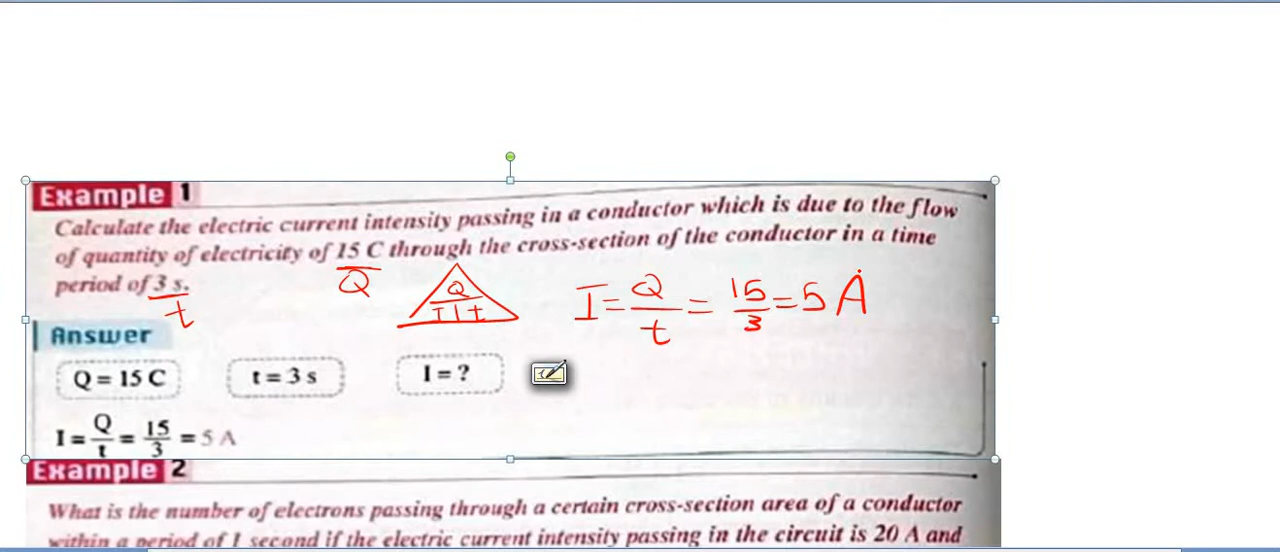 Example 1
Calculate the electric current intensity passing in a conductor which is due to the flow
of quantity of electricity of 15 C through the cross-section of the conductor in a time
period of 3 s.
Q
t
Q
I t
I = Q/t = 15/3 = 5 A
Answer
Q = 15 C
t = 3 s
I = ?
I = Q/t = 15/3 = 5 A
Example 2
What is the number of electrons passing through a certain cross-section area of a conductor
within a period of 1 second if the electric current intensity passing in the circuit is 20 A and